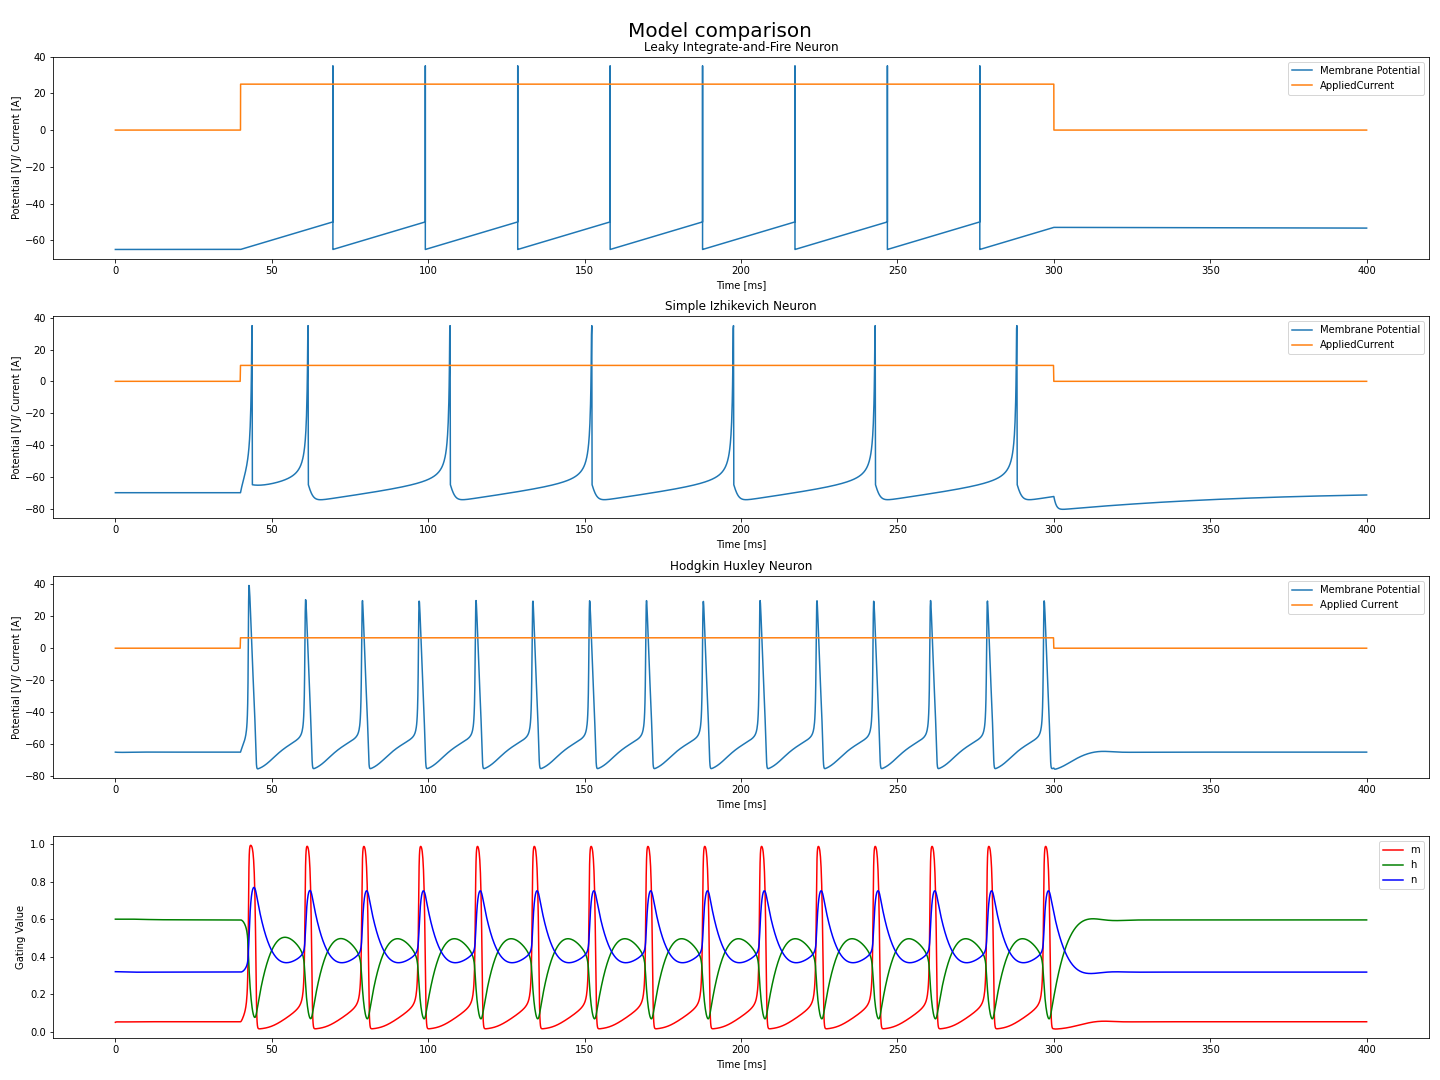 Model comparison
Leaky Integrate-and-Fire Neuron
40
20
0
−20
−40
−60
Potential [V]/ Current [A]
Membrane Potential
AppliedCurrent
0 50 100 150 200 250 300 350 400
Time [ms]
Simple Izhikevich Neuron
40
20
0
−20
−40
−60
−80
Potential [V]/ Current [A]
Membrane Potential
AppliedCurrent
0 50 100 150 200 250 300 350 400
Time [ms]
Hodgkin Huxley Neuron
40
20
0
−20
−40
−60
−80
Potential [V]/ Current [A]
Membrane Potential
Applied Current
0 50 100 150 200 250 300 350 400
Time [ms]
1.0
0.8
0.6
0.4
0.2
0.0
Gating Value
m
h
n
0 50 100 150 200 250 300 350 400
Time [ms]